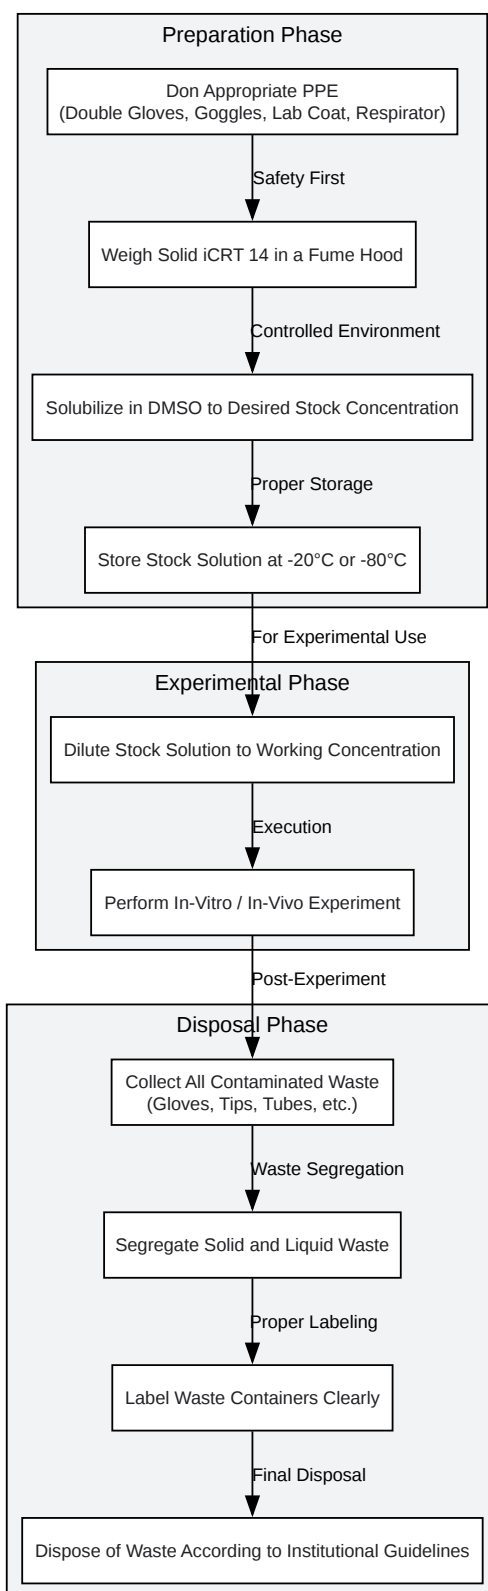 Preparation Phase
Don Appropriate PPE
(Double Gloves, Goggles, Lab Coat, Respirator)
Safety First
Weigh Solid iCRT 14 in a Fume Hood
Controlled Environment
Solubilize in DMSO to Desired Stock Concentration
Proper Storage
Store Stock Solution at -20°C or -80°C
For Experimental Use
Experimental Phase
Dilute Stock Solution to Working Concentration
Execution
Perform In-Vitro / In-Vivo Experiment
Post-Experiment
Disposal Phase
Collect All Contaminated Waste
(Gloves, Tips, Tubes, etc.)
Waste Segregation
Segregate Solid and Liquid Waste
Proper Labeling
Label Waste Containers Clearly
Final Disposal
Dispose of Waste According to Institutional Guidelines